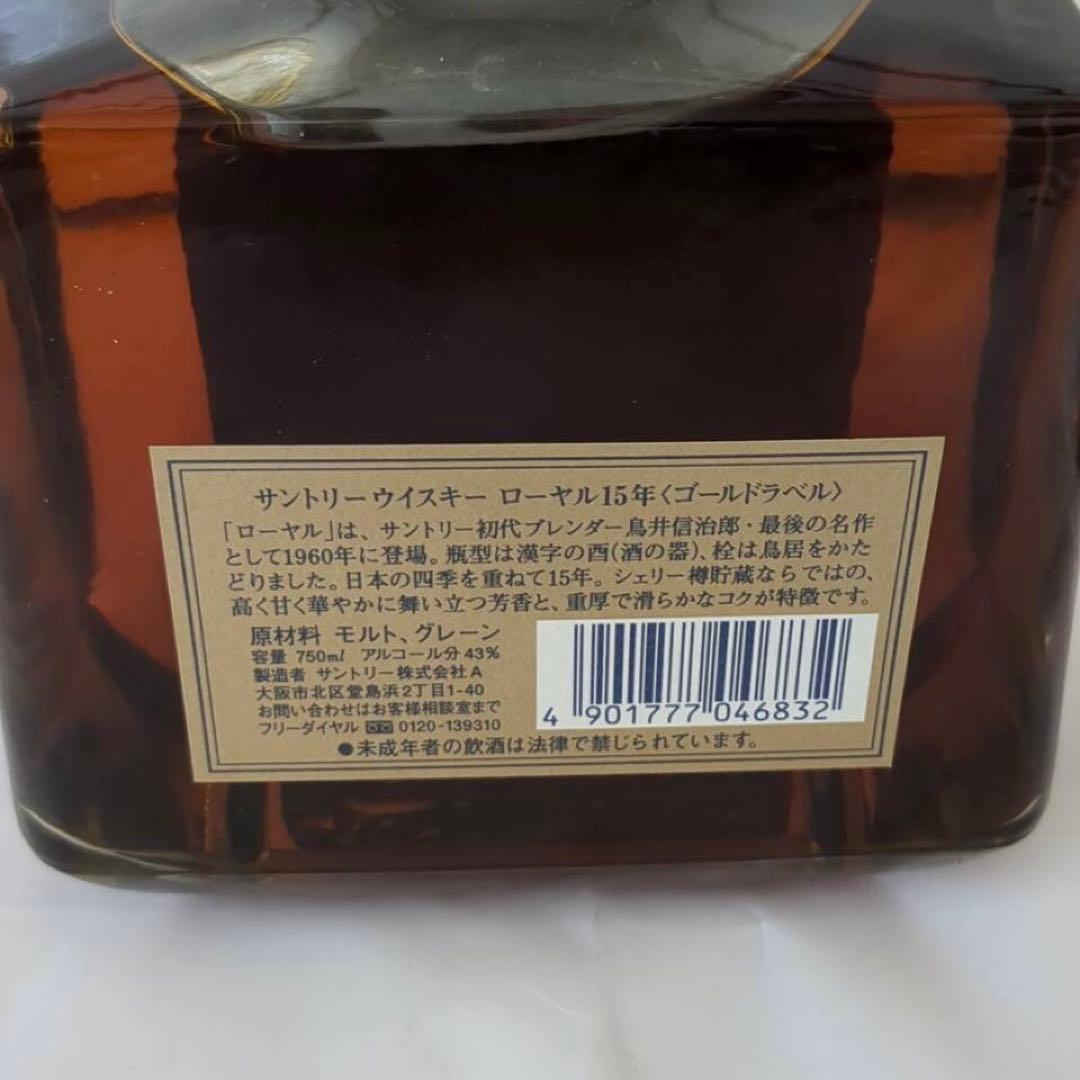 サントリーウイスキー ローヤル15年〈ゴールドラベル〉
「ローヤル」は、サントリー初代ブレンダー鳥井信治郎・最後の名作
として1960年に登場。瓶型は漢字の酉(酒の器)、栓は鳥居をかた
どりました。日本の四季を重ねて15年。シェリー樽貯蔵ならではの、
高く甘く華やかに舞い立つ芳香と、重厚で滑らかなコクが特徴です。
原材料 モルト、グレーン
容量 750ml アルコール分 43%
製造者 サントリー株式会社A
大阪市北区堂島浜2丁目1-40
お問い合わせはお客様相談室まで
フリーダイヤル 0120-139310
4 901777 046832
●未成年者の飲酒は法律で禁じられています。